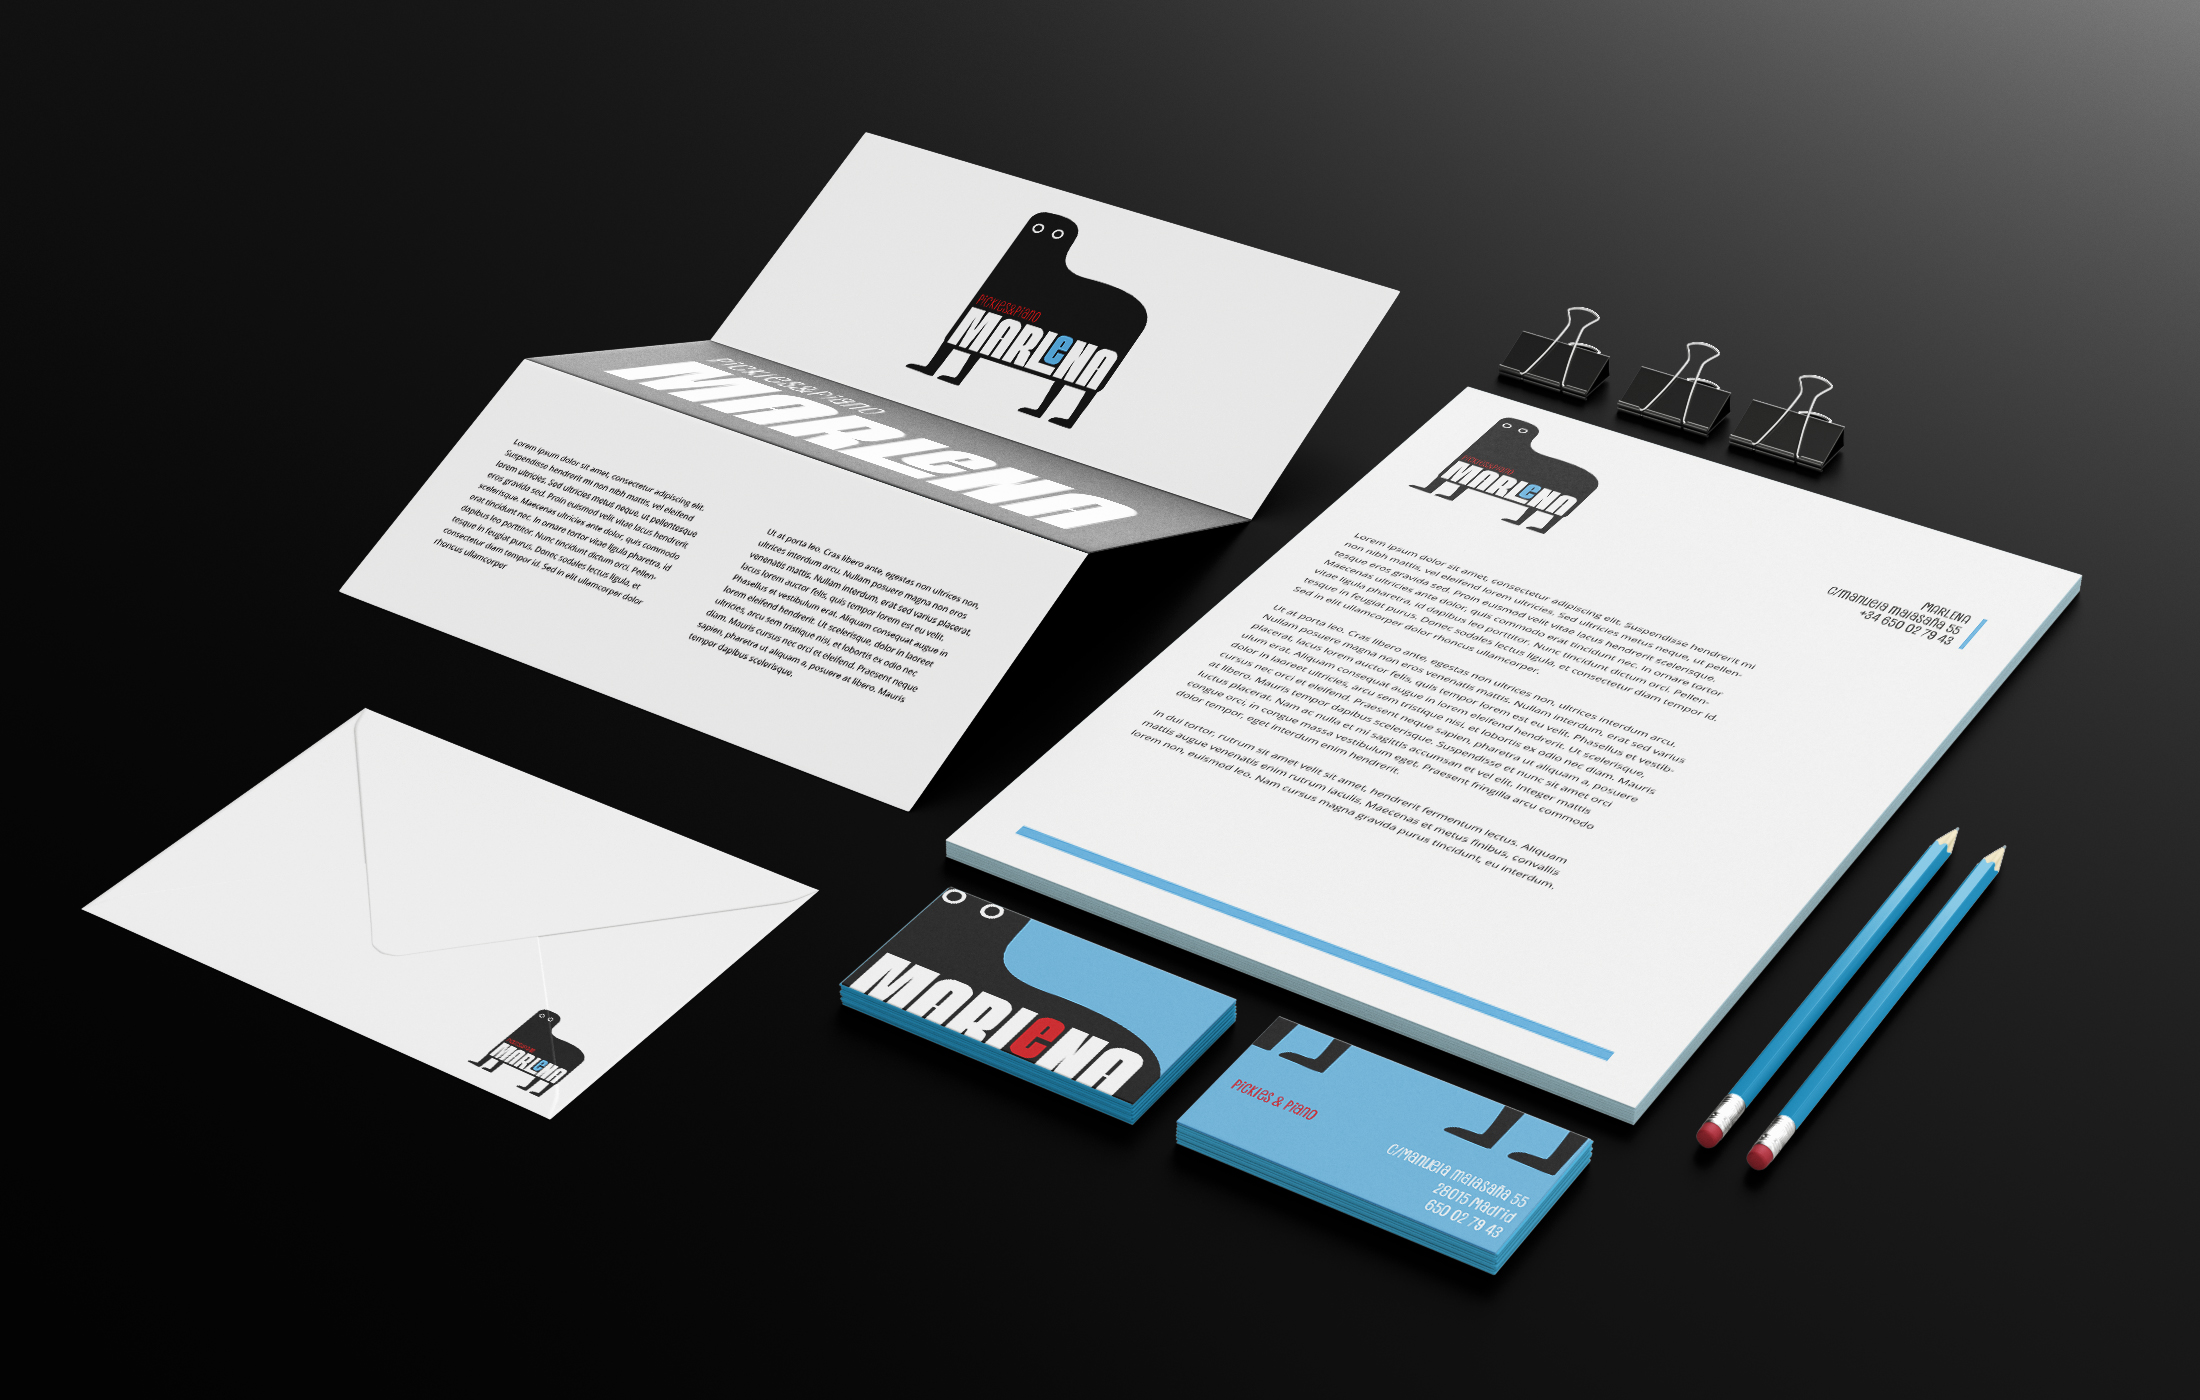 Pickles&Piano
MARLeNA
Pickles&Piano
MARLeNA
Lorem ipsum dolor sit amet, consectetur adipiscing elit.
Suspendisse hendrerit mi non nibh mattis, vel eleifend
lorem ultricies. Sed ultricies metus neque, ut pellentesque
eros gravida sed. Proin euismod velit vitae lacus hendrerit
scelerisque. Maecenas ultricies ante dolor, quis commodo
erat tincidunt nec. In ornare tortor vitae ligula pharetra, id
dapibus leo porttitor. Nunc tincidunt dictum orci. Pellen-
tesque in feugiat purus. Donec sodales lectus ligula, et
consectetur diam tempor id. Sed in elit ullamcorper dolor
rhoncus ullamcorper
Ut at porta leo. Cras libero ante, egestas non ultrices non,
ultrices interdum arcu. Nullam posuere magna non eros
venenatis mattis. Nullam interdum, erat sed varius placerat,
lacus lorem auctor felis, quis tempor lorem est eu velit.
Phasellus et vestibulum erat. Aliquam consequat augue in
lorem eleifend hendrerit. Ut scelerisque, dolor in laoreet
ultricies, arcu sem tristique nisi, et lobortis ex odio nec
diam. Mauris cursus nec orci et eleifend. Praesent neque
sapien, pharetra ut aliquam a, posuere at libero. Mauris
tempor dapibus scelerisque.
MARLeNA
MARLENA
C/Manuela Malasaña 55
+34 650 02 79 43
Lorem ipsum dolor sit amet, consectetur adipiscing elit. Suspendisse hendrerit mi
non nibh mattis, vel eleifend lorem ultricies. Sed ultricies metus neque, ut pellen-
tesque eros gravida sed. Proin euismod velit vitae lacus hendrerit scelerisque.
Maecenas ultricies ante dolor, quis commodo erat tincidunt nec. In ornare tortor
vitae ligula pharetra, id dapibus leo porttitor. Nunc tincidunt dictum orci. Pellen-
tesque in feugiat purus. Donec sodales lectus ligula, et consectetur diam tempor id.
Sed in elit ullamcorper dolor rhoncus ullamcorper.
Ut at porta leo. Cras libero ante, egestas non ultrices non, ultrices interdum arcu.
Nullam posuere magna non eros venenatis mattis. Nullam interdum, erat sed varius
placerat, lacus lorem auctor felis, quis tempor lorem est eu velit. Phasellus et vestib-
ulum erat. Aliquam consequat augue in lorem eleifend hendrerit. Ut scelerisque,
dolor in laoreet ultricies, arcu sem tristique nisi, et lobortis ex odio nec diam. Mauris
cursus nec orci et eleifend. Praesent neque sapien, pharetra ut aliquam a, posuere
at libero. Mauris tempor dapibus scelerisque. Suspendisse et nunc sit amet orci
luctus placerat. Nam ac nulla et mi sagittis accumsan et vel elit. Integer mattis
congue orci, in congue massa vestibulum eget. Praesent fringilla arcu commodo
dolor tempor, eget interdum enim hendrerit.
In dui tortor, rutrum sit amet velit sit amet, hendrerit fermentum lectus. Aliquam
mattis augue venenatis enim rutrum iaculis. Maecenas et metus finibus, convallis
lorem non, euismod leo. Nam cursus magna gravida purus tincidunt, eu interdum.
MARLeNA
MARLeNA
Pickles & Piano
C/Manuela Malasaña 55
28015 Madrid
650 02 79 43